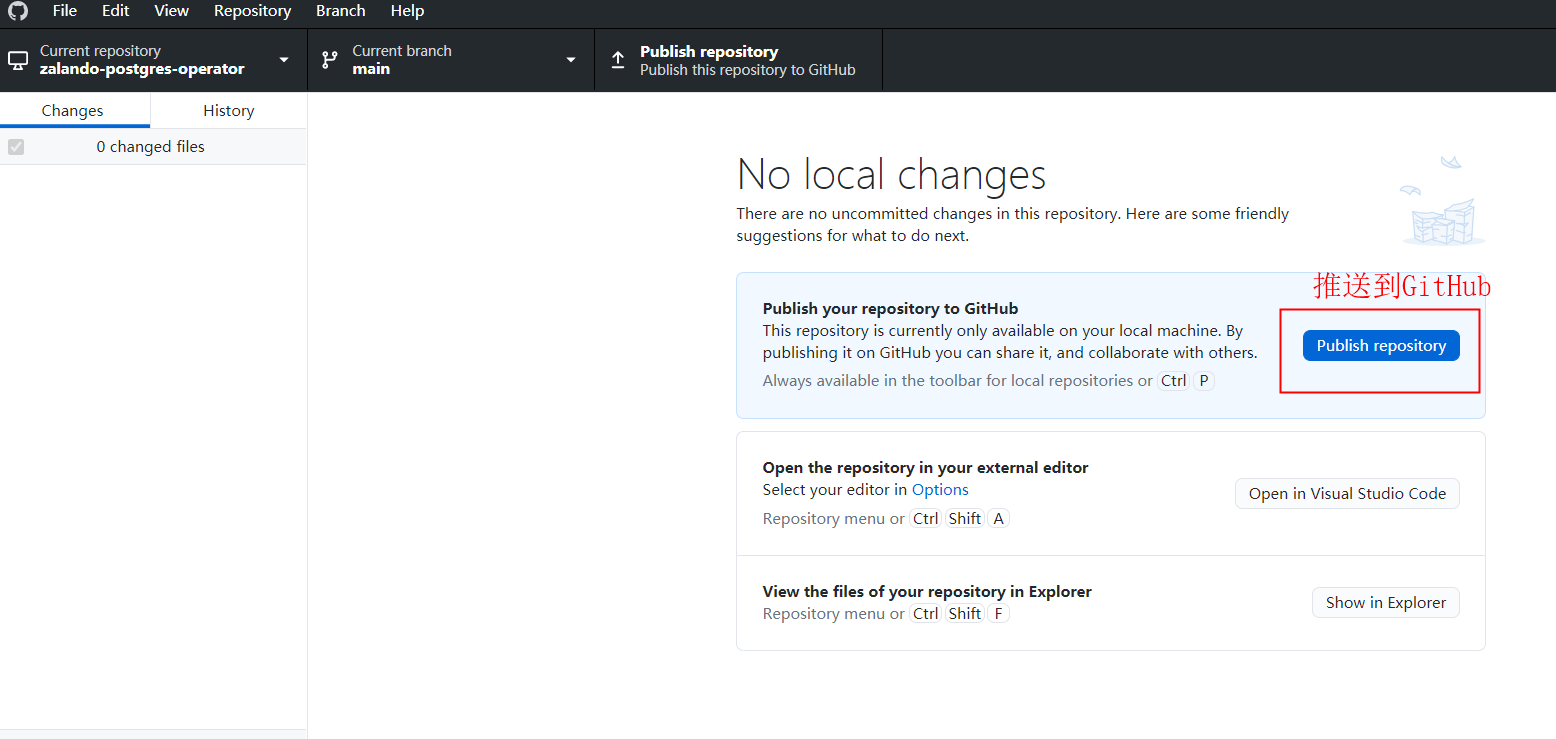 File Edit View Repository Branch Help
Current repository
zalando-postgres-operator
Current branch
main
Publish repository
Publish this repository to GitHub
Changes History
0 changed files
No local changes
There are no uncommitted changes in this repository. Here are some friendly
suggestions for what to do next.
推送到GitHub
Publish your repository to GitHub
This repository is currently only available on your local machine. By
publishing it on GitHub you can share it, and collaborate with others.
Always available in the toolbar for local repositories or Ctrl P
Publish repository
Open the repository in your external editor
Select your editor in Options
Repository menu or Ctrl Shift A
Open in Visual Studio Code
View the files of your repository in Explorer
Repository menu or Ctrl Shift F
Show in Explorer